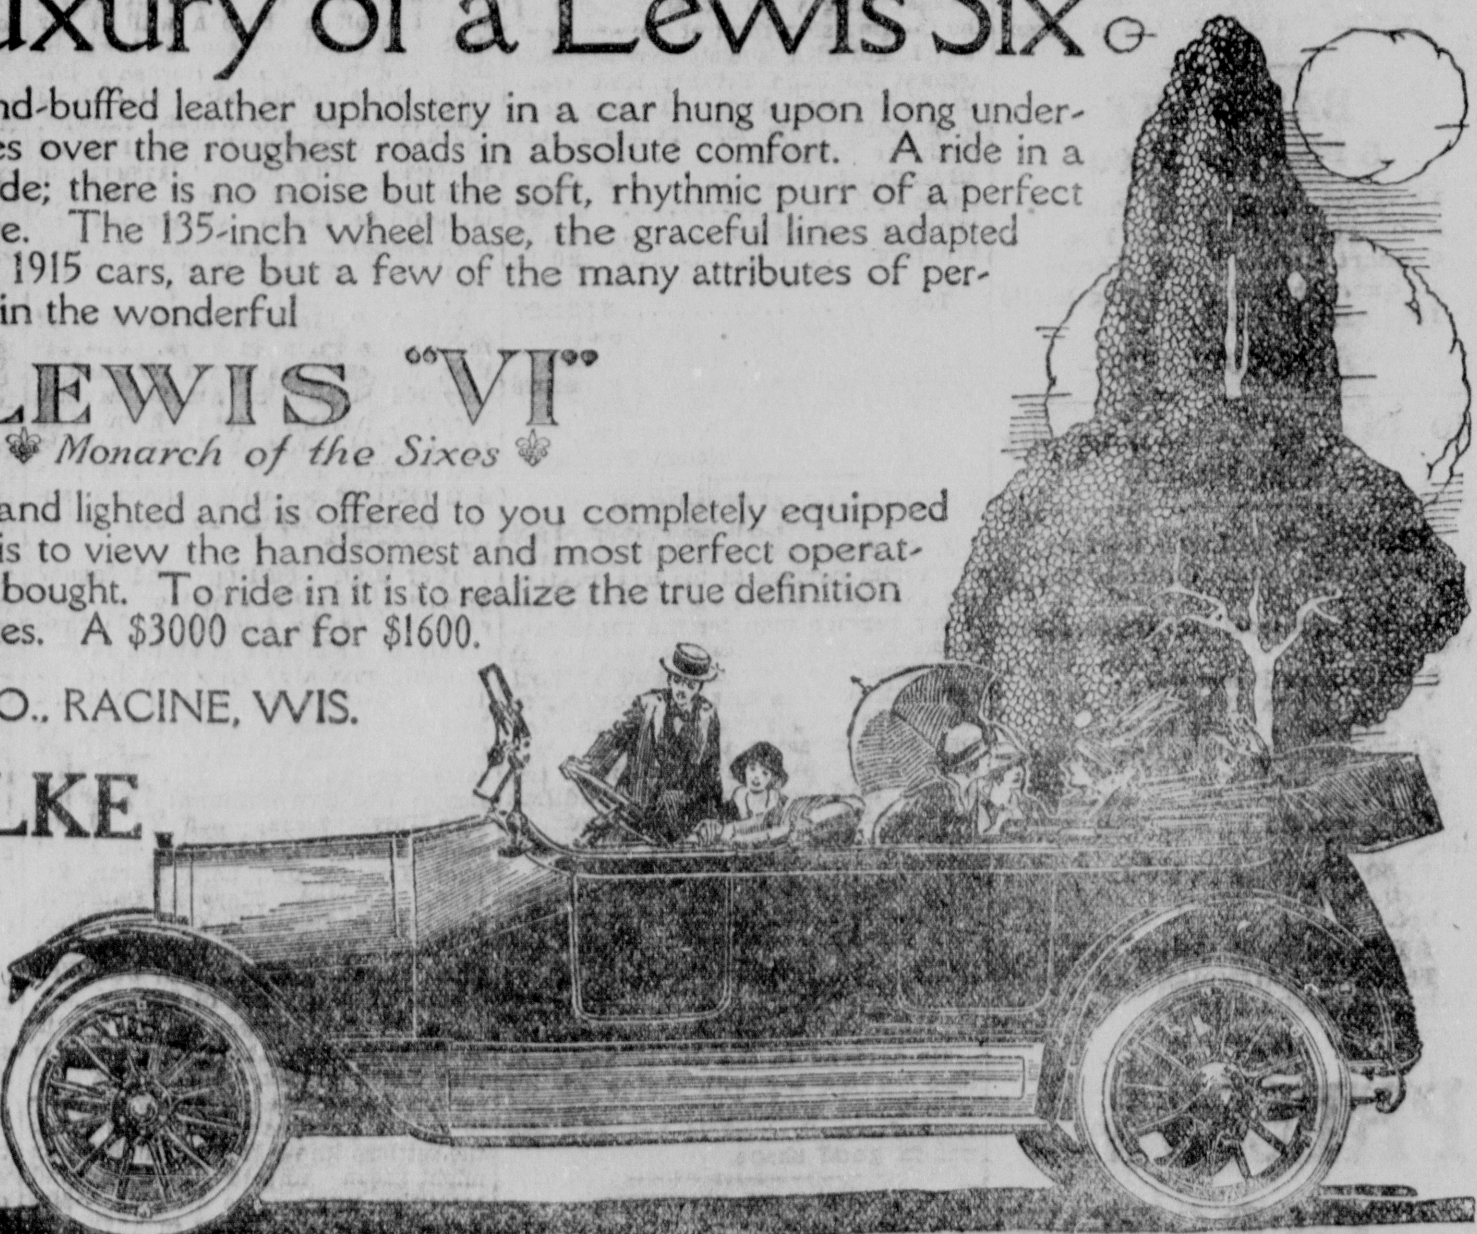 uxury of a Lewis Six
nd-buffed leather upholstery in a car hung upon long under-
es over the roughest roads in absolute comfort. A ride in a
de; there is no noise but the soft, rhythmic purr of a perfect
e. The 135-inch wheel base, the graceful lines adapted
1915 cars, are but a few of the many attributes of per-
in the wonderful
LEWIS "VI"
Monarch of the Sixes
and lighted and is offered to you completely equipped
is to view the handsomest and most perfect operat-
bought. To ride in it is to realize the true definition
es. A $3000 car for $1600.
O., RACINE, WIS.
LKE